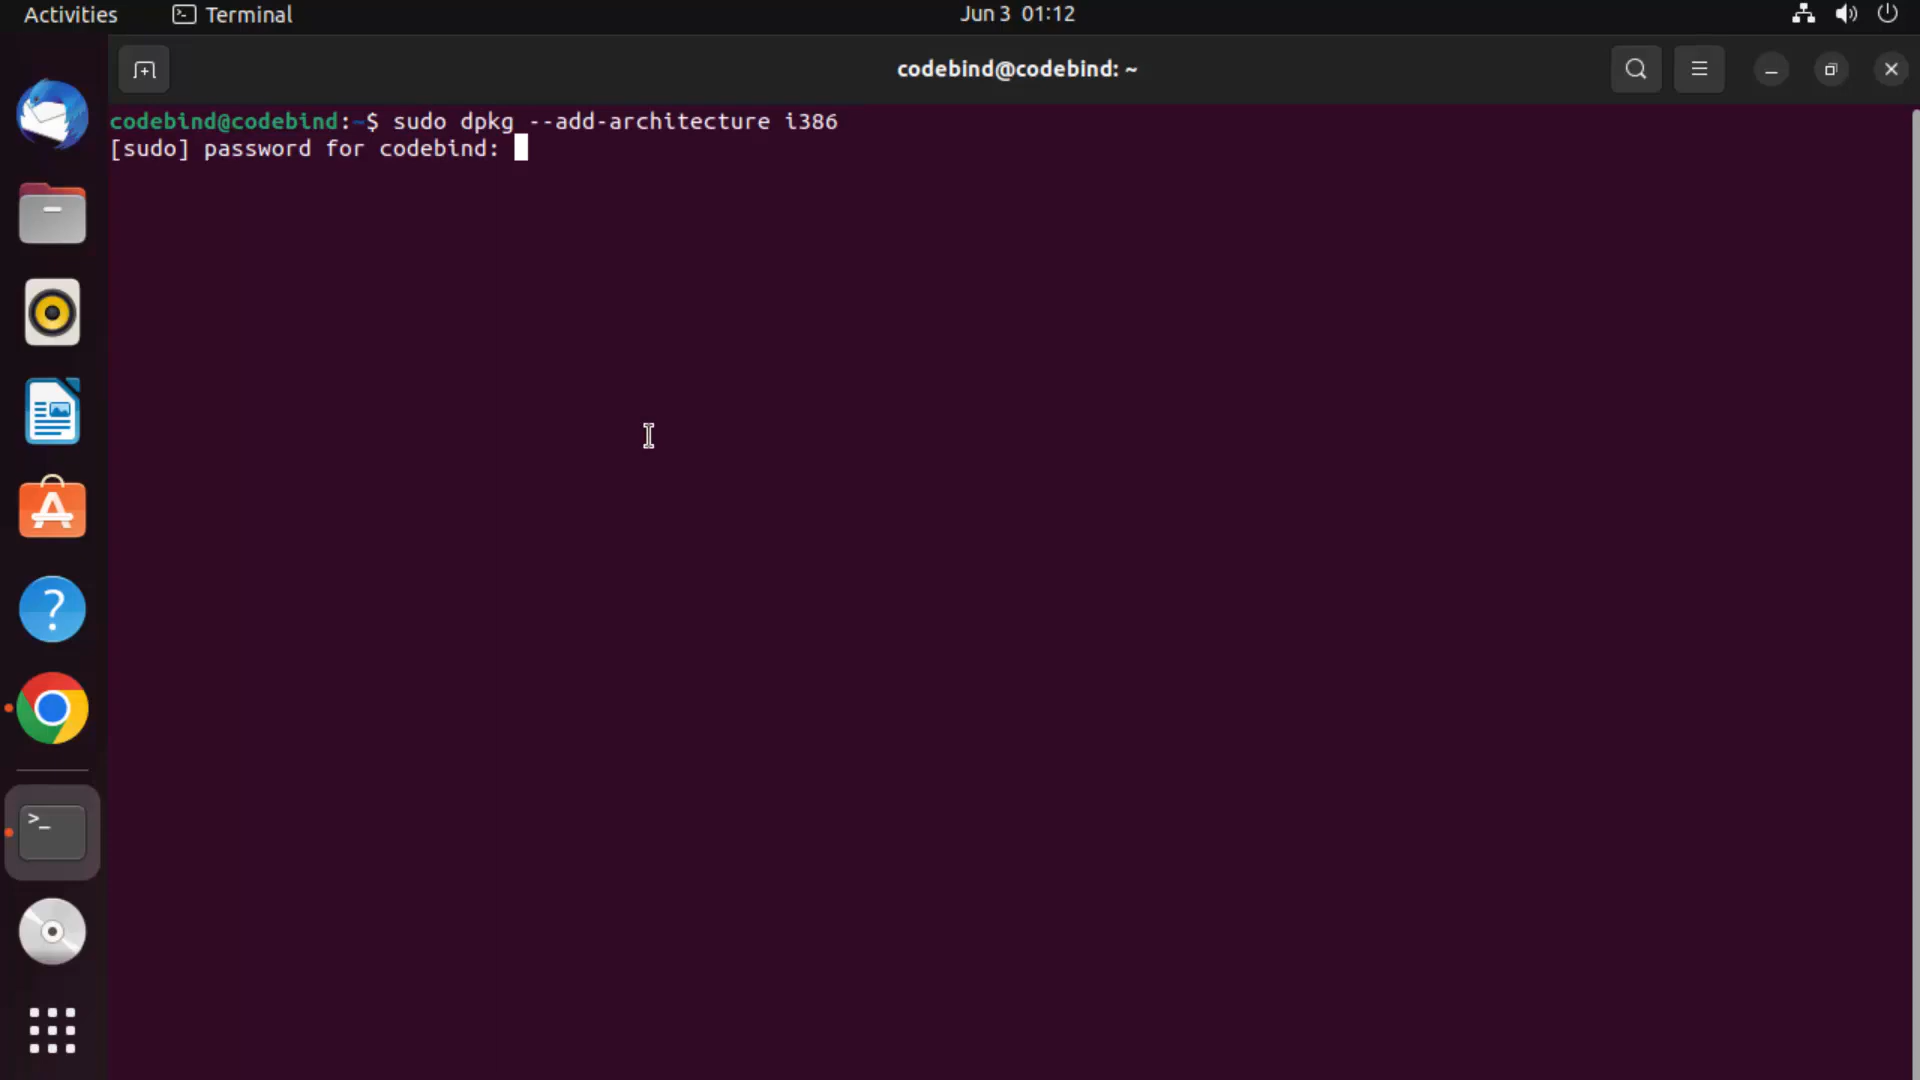 Activities Terminal Jun 3 01:12
codebind@codebind: ~
codebind@codebind:~$ sudo dpkg --add-architecture i386
[sudo] password for codebind: